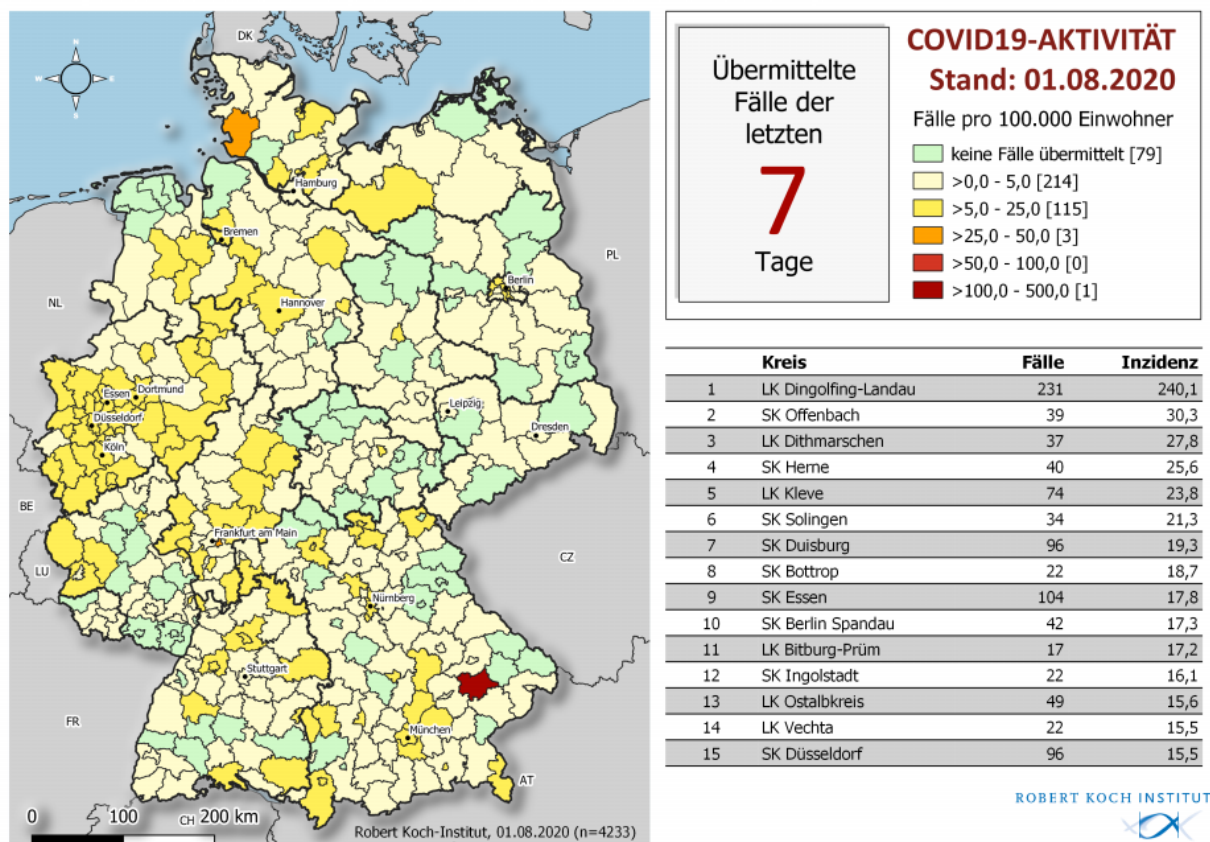 DK
N
W
E
S
Hamburg
Bremen
PL
Berlin
NL
Hannover
Essen
Dortmund
Düsseldorf
Leipzig
Köln
Dresden
BE
Frankfurt am Main
LU
CZ
Nürnberg
Stuttgart
FR
München
AT
0 100 200 km
CH
Robert Koch-Institut, 01.08.2020 (n=4233)
Übermittelte
Fälle der
letzten
7
Tage
COVID19-AKTIVITÄT
Stand: 01.08.2020
Fälle pro 100.000 Einwohner
keine Fälle übermittelt [79]
>0,0 - 5,0 [214]
>5,0 - 25,0 [115]
>25,0 - 50,0 [3]
>50,0 - 100,0 [0]
>100,0 - 500,0 [1]
Kreis Fälle Inzidenz
1 LK Dingolfing-Landau 231 240,1
2 SK Offenbach 39 30,3
3 LK Dithmarschen 37 27,8
4 SK Herne 40 25,6
5 LK Kleve 74 23,8
6 SK Solingen 34 21,3
7 SK Duisburg 96 19,3
8 SK Bottrop 22 18,7
9 SK Essen 104 17,8
10 SK Berlin Spandau 42 17,3
11 LK Bitburg-Prüm 17 17,2
12 SK Ingolstadt 22 16,1
13 LK Ostalbkreis 49 15,6
14 LK Vechta 22 15,5
15 SK Düsseldorf 96 15,5
ROBERT KOCH INSTITUT